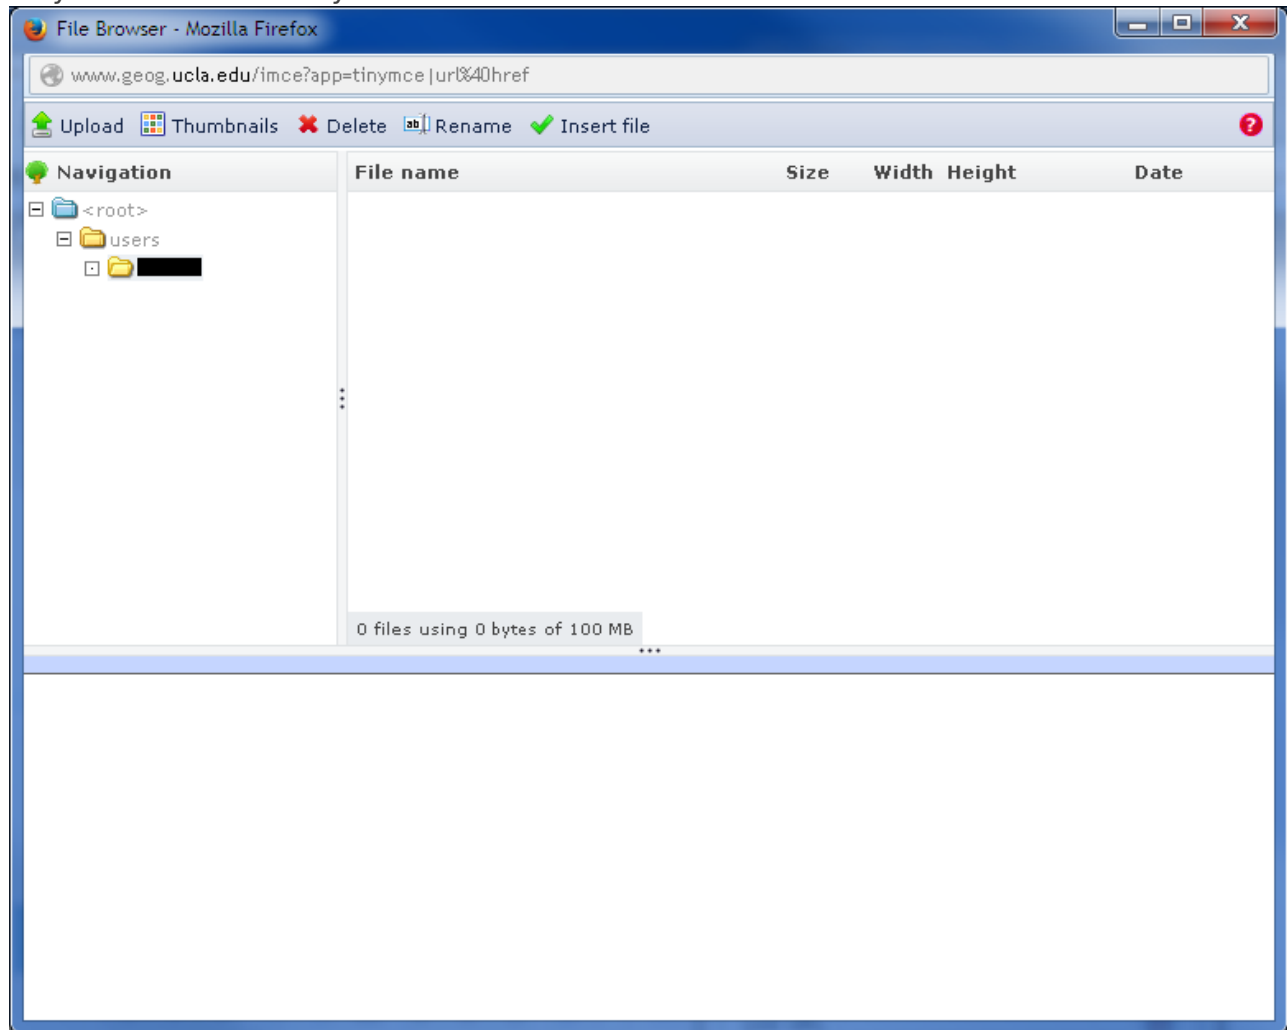 File Browser - Mozilla Firefox
www.geog.ucla.edu/imce?app=tinymce|url%40href
Upload Thumbnails Delete Rename Insert file
Navigation File name Size Width Height Date
<root>
users
0 files using 0 bytes of 100 MB